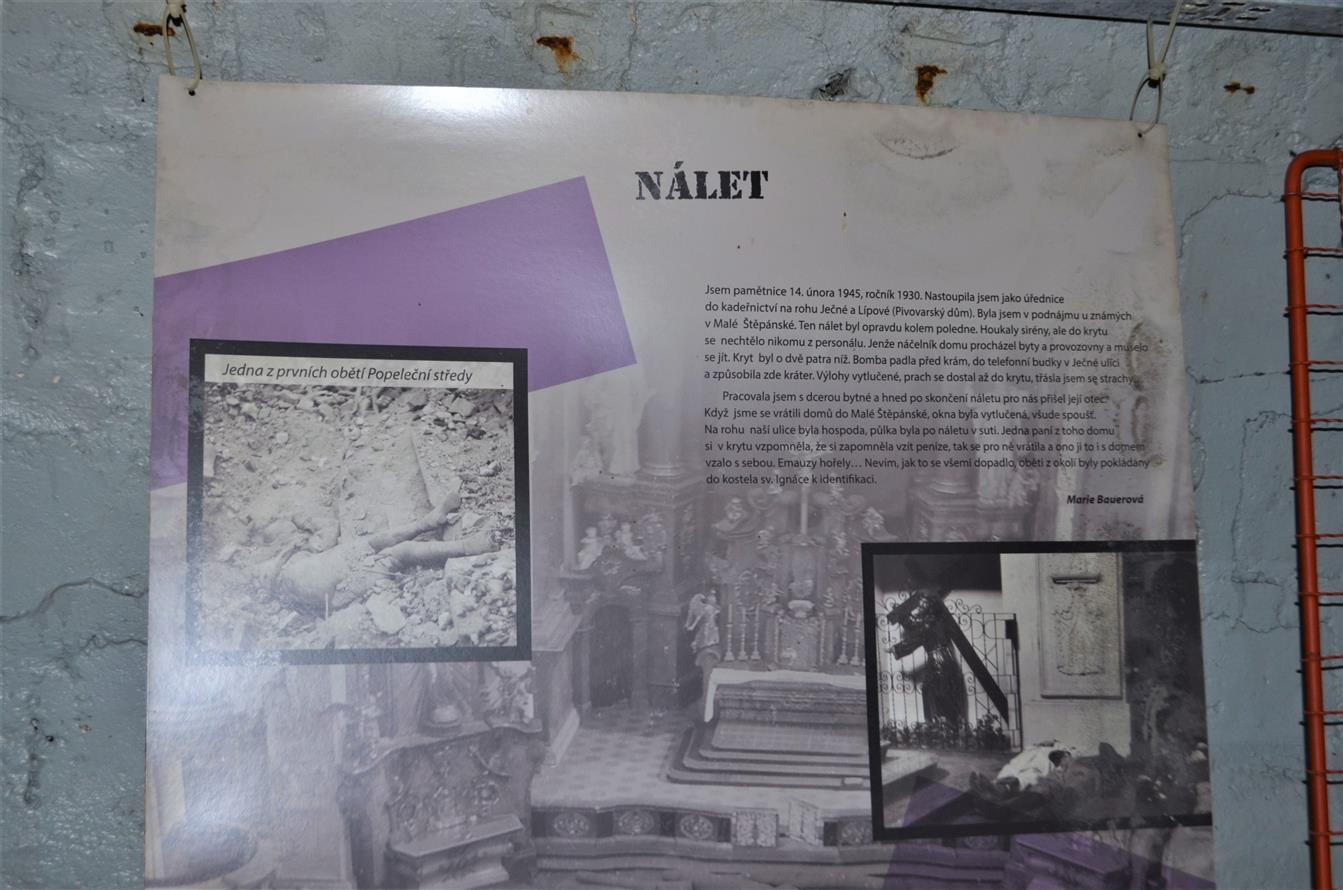 NÁLET
Jsem pamětnice 14. února 1945, ročník 1930. Nastoupila jsem jako úřednice
do kadeřnictví na rohu Ječné a Lípové (Pivovarský dům). Byla jsem v podnájmu u známých
v Malé Štěpánské. Ten nálet byl opravdu kolem poledne. Houkaly sirény, ale do krytu
se nechtělo nikomu z personálu. Jenže náčelník domu procházel byty a provozovny a muselo
se jít. Kryt byl o dvě patra níž. Bomba padla před krám, do telefonní budky v Ječné ulici
a způsobila zde kráter. Výlohy vytlučené, prach se dostal až do krytu, třásla jsem se strachy.
Pracovala jsem s dcerou bytné a hned po skončení náletu pro nás přišel její otec.
Když jsme se vrátili domů do Malé Štěpánské, okna byla vytlučená, všude spoušť.
Na rohu naší ulice byla hospoda, půlka byla po náletu v suti. Jedna paní z toho domu
si v krytu vzpomněla, že si zapomněla vzít peníze, tak se pro ně vrátila a ono ji to i s domem
vzalo s sebou. Emauzy hořely… Nevím, jak to se všemi dopadlo, oběti z okolí byly pokládány
do kostela sv. Ignáce k identifikaci.
Marie Bauerová
Jedna z prvních obětí Popeleční středy